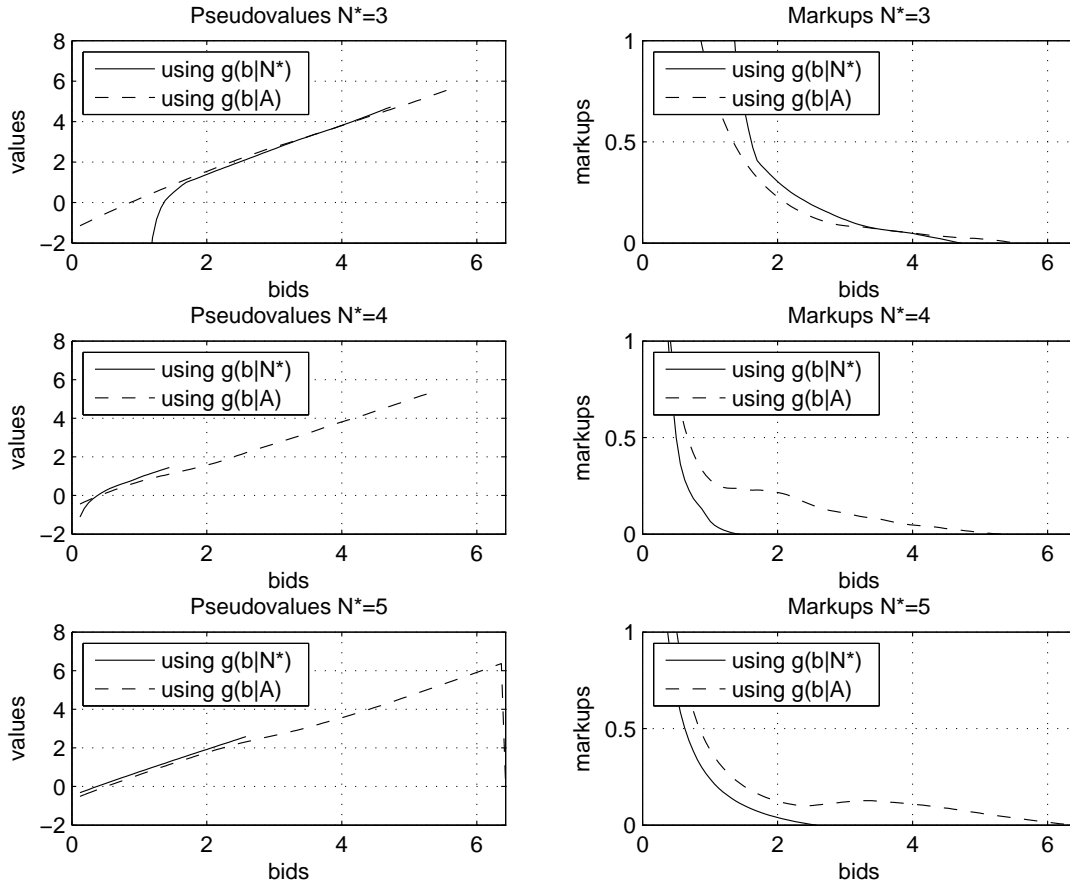 Pseudovalues N*=3
8
6
4
2
0
−2
values
using g(b|N*)
using g(b|A)
0
2
4
6
bids
Markups N*=3
1
0.5
0
markups
using g(b|N*)
using g(b|A)
0
2
4
6
bids
Pseudovalues N*=4
8
6
4
2
0
−2
values
using g(b|N*)
using g(b|A)
0
2
4
6
bids
Markups N*=4
1
0.5
0
markups
using g(b|N*)
using g(b|A)
0
2
4
6
bids
Pseudovalues N*=5
8
6
4
2
0
−2
values
using g(b|N*)
using g(b|A)
0
2
4
6
bids
Markups N*=5
1
0.5
0
markups
using g(b|N*)
using g(b|A)
0
2
4
6
bids